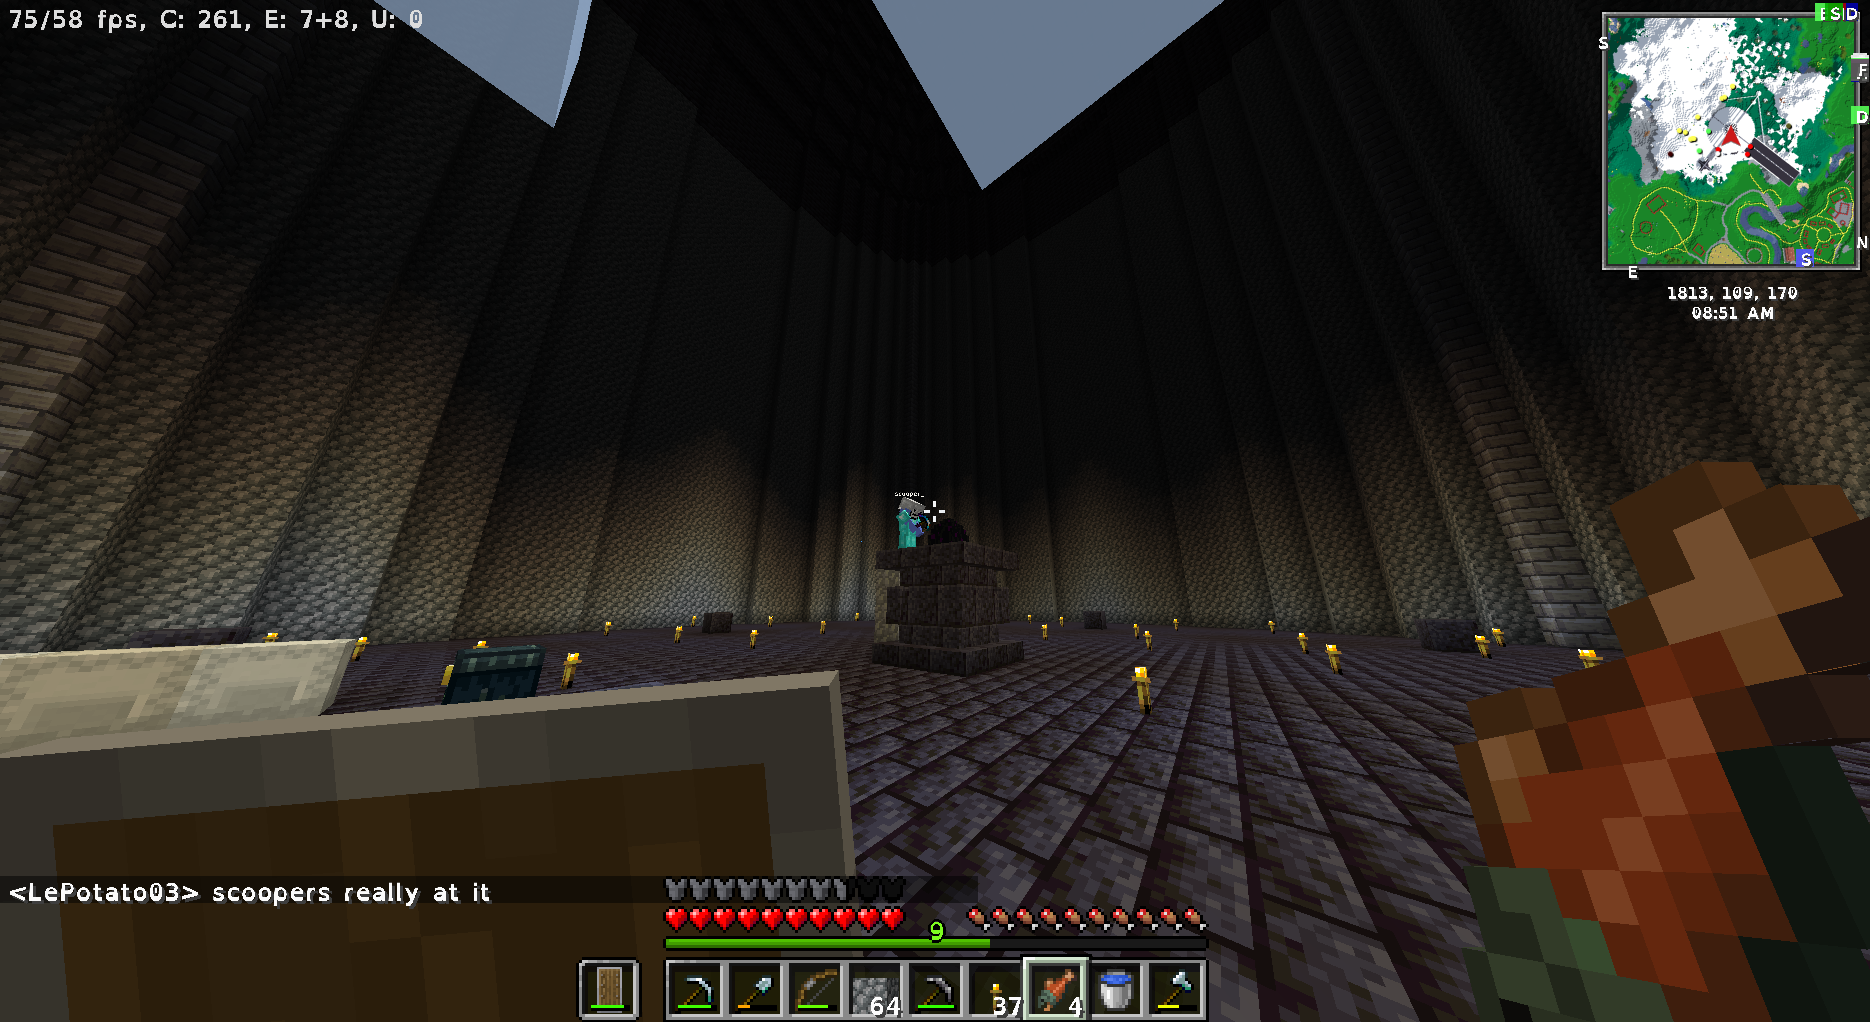 75/58 fps, C: 261, E: 7+8, U: 0
E S D
S
F
D
N
S
E
1813, 109, 170
08:51 AM
scooper_
<LePotato03> scoopers really at it
9
64
37
4